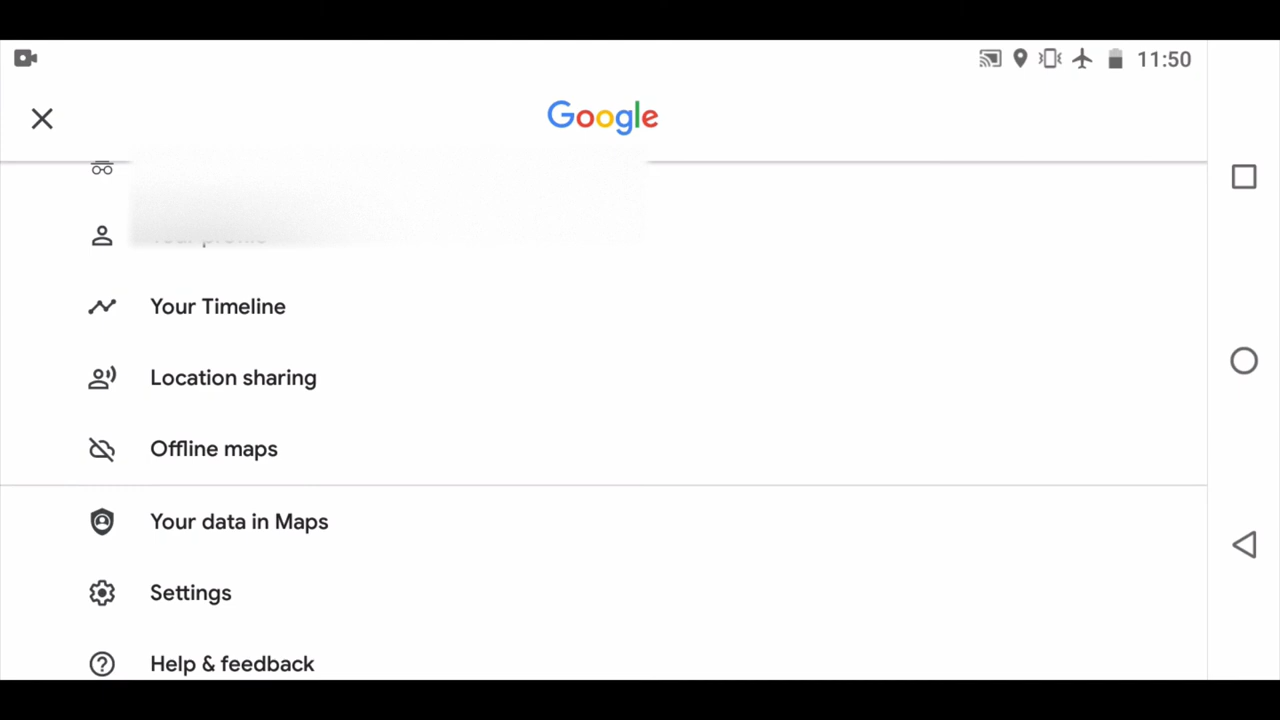 11:50
Google
Your Timeline
Location sharing
Offline maps
Your data in Maps
Settings
Help & feedback